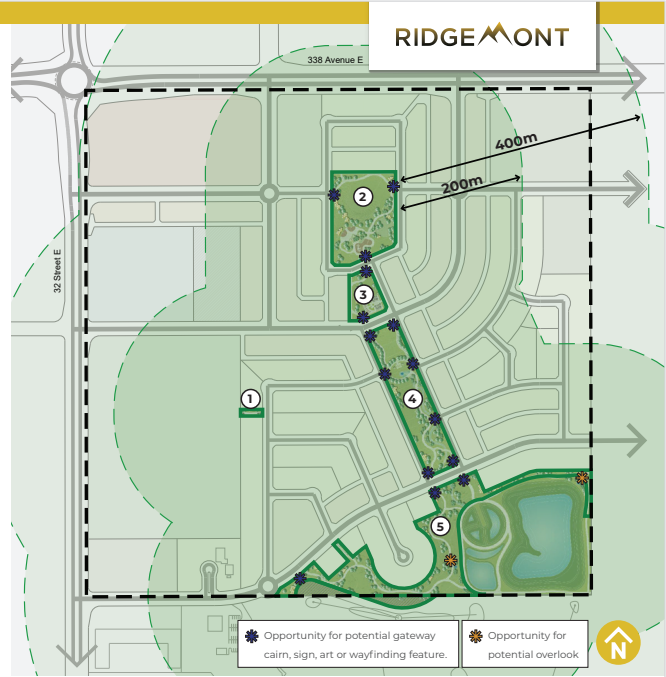 RIDGEMONT
338 Avenue E
400m
200m
2
3
32 Street E
1
4
5
Opportunity for potential gateway
cairn, sign, art or wayfinding feature.
Opportunity for
potential overlook
N